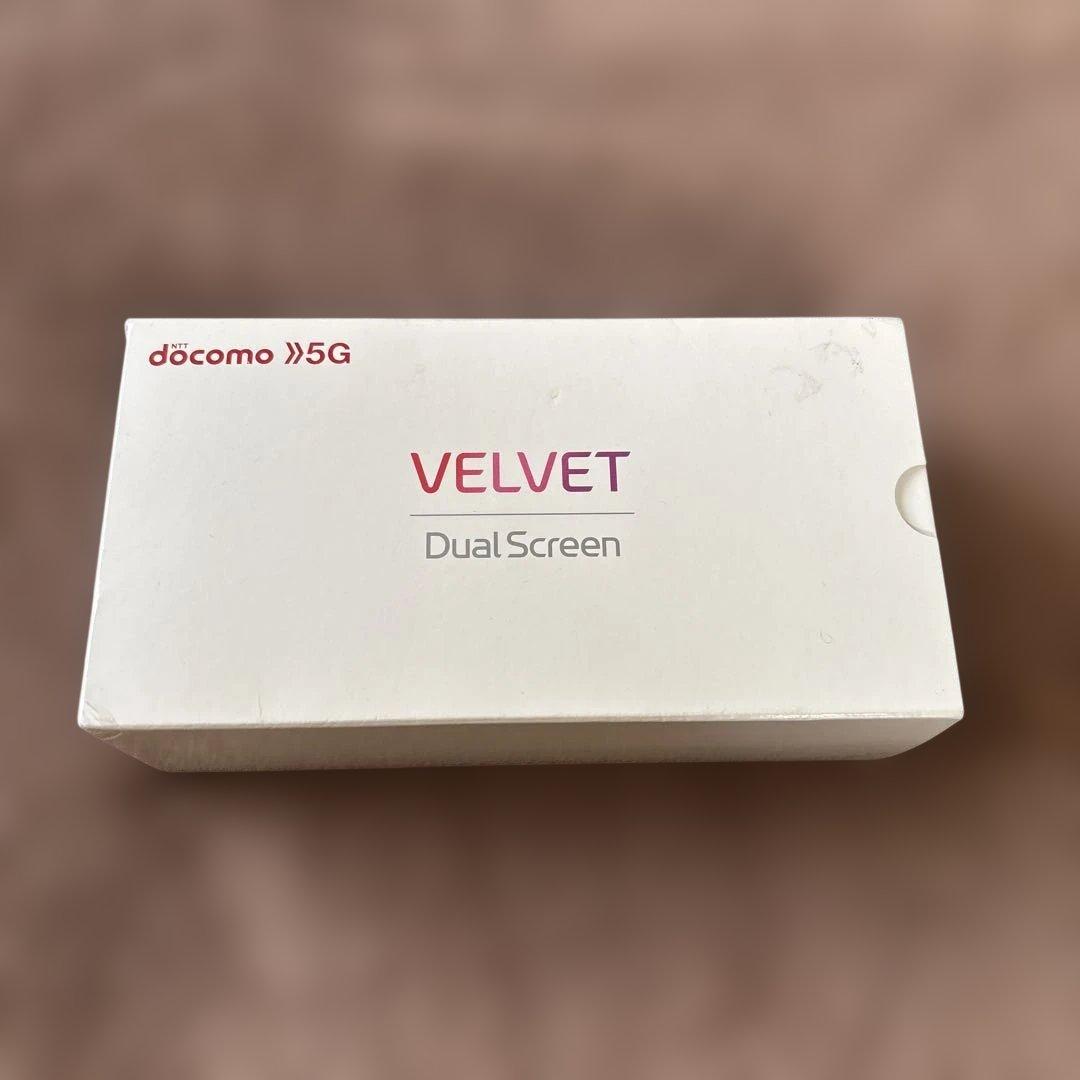 NTT
docomo 》5G
VELVET
Dual Screen